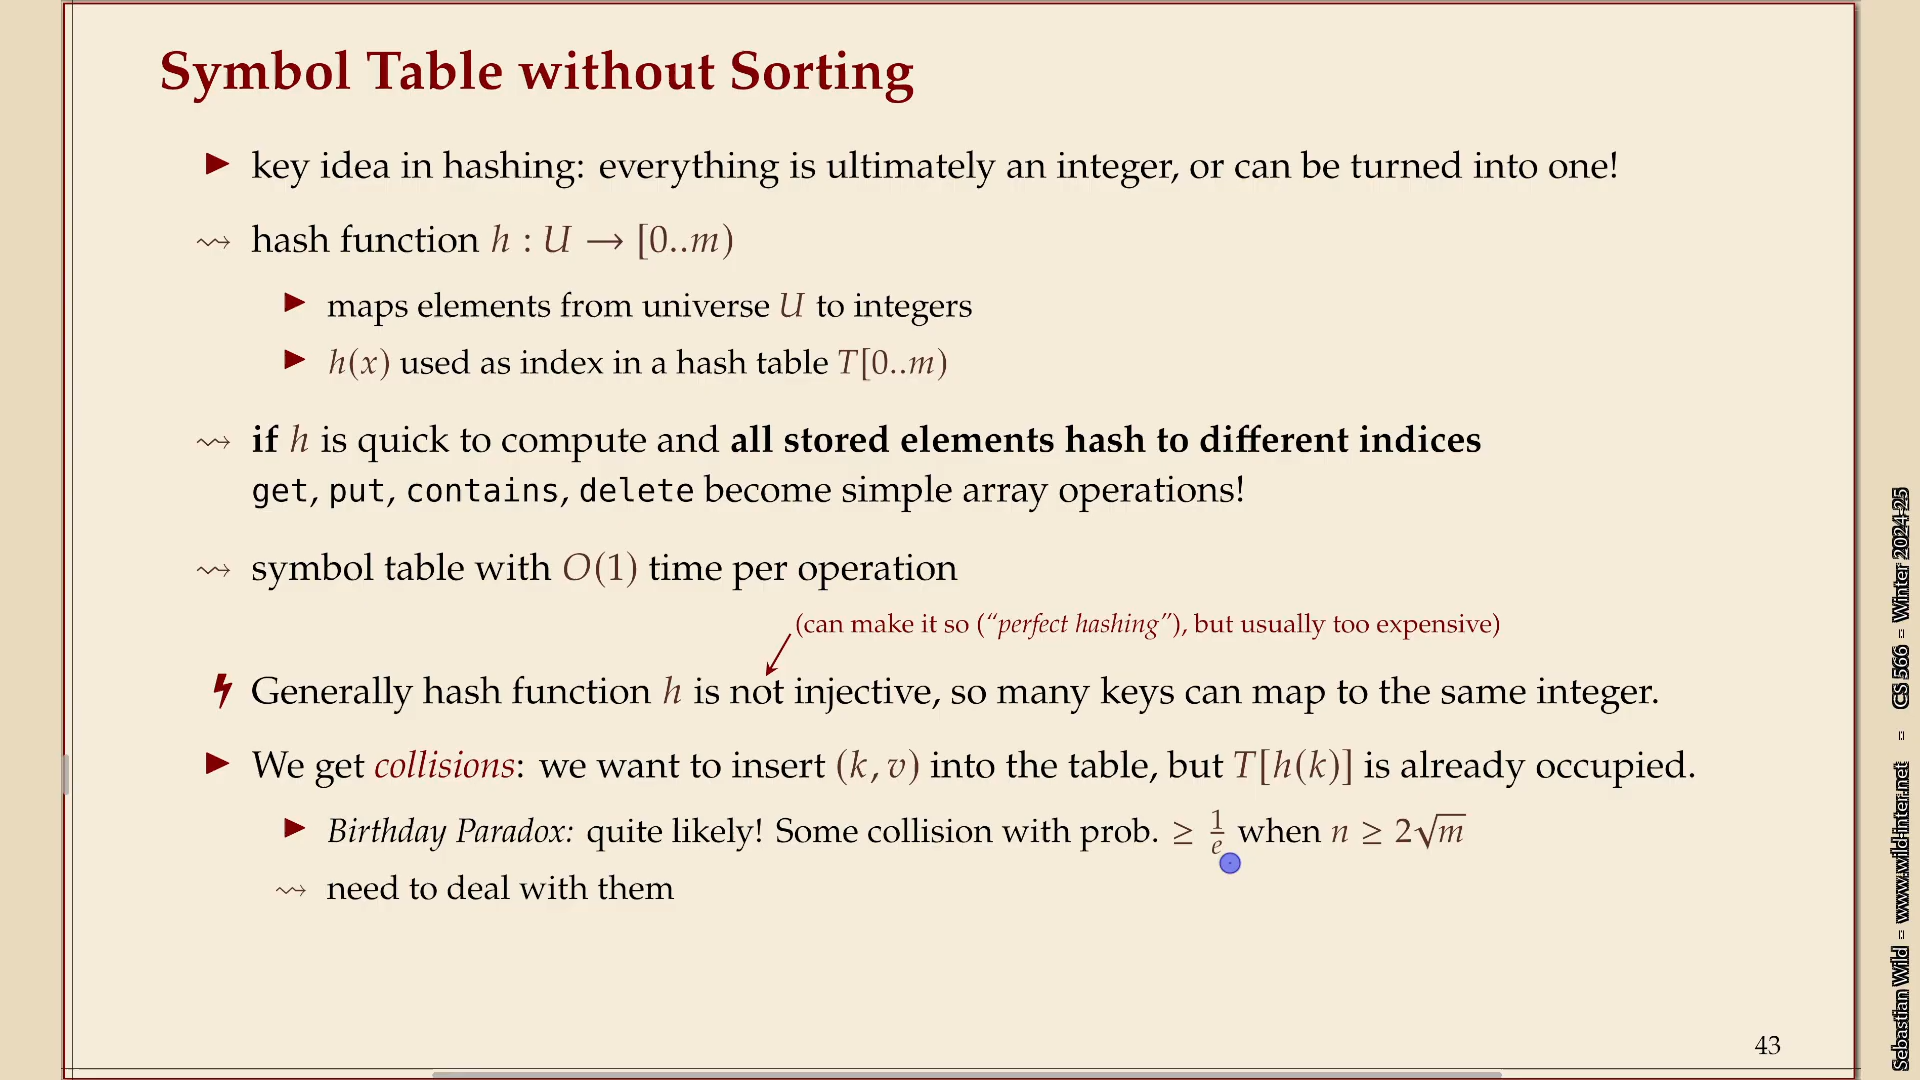 Symbol Table without Sorting
▶ key idea in hashing: everything is ultimately an integer, or can be turned into one!
⇝ hash function h : U → [0..m)
▶ maps elements from universe U to integers
▶ h(x) used as index in a hash table T[0..m)
⇝ if h is quick to compute and all stored elements hash to different indices
get, put, contains, delete become simple array operations!
⇝ symbol table with O(1) time per operation
(can make it so (“perfect hashing”), but usually too expensive)
Generally hash function h is not injective, so many keys can map to the same integer.
▶ We get collisions: we want to insert (k, v) into the table, but T[h(k)] is already occupied.
▶ Birthday Paradox: quite likely! Some collision with prob. ≥ 1/e when n ≥ 2√m
⇝ need to deal with them
43
Sebastian Wild – www.wild-inter.net – CS 566 – Winter 2024-25